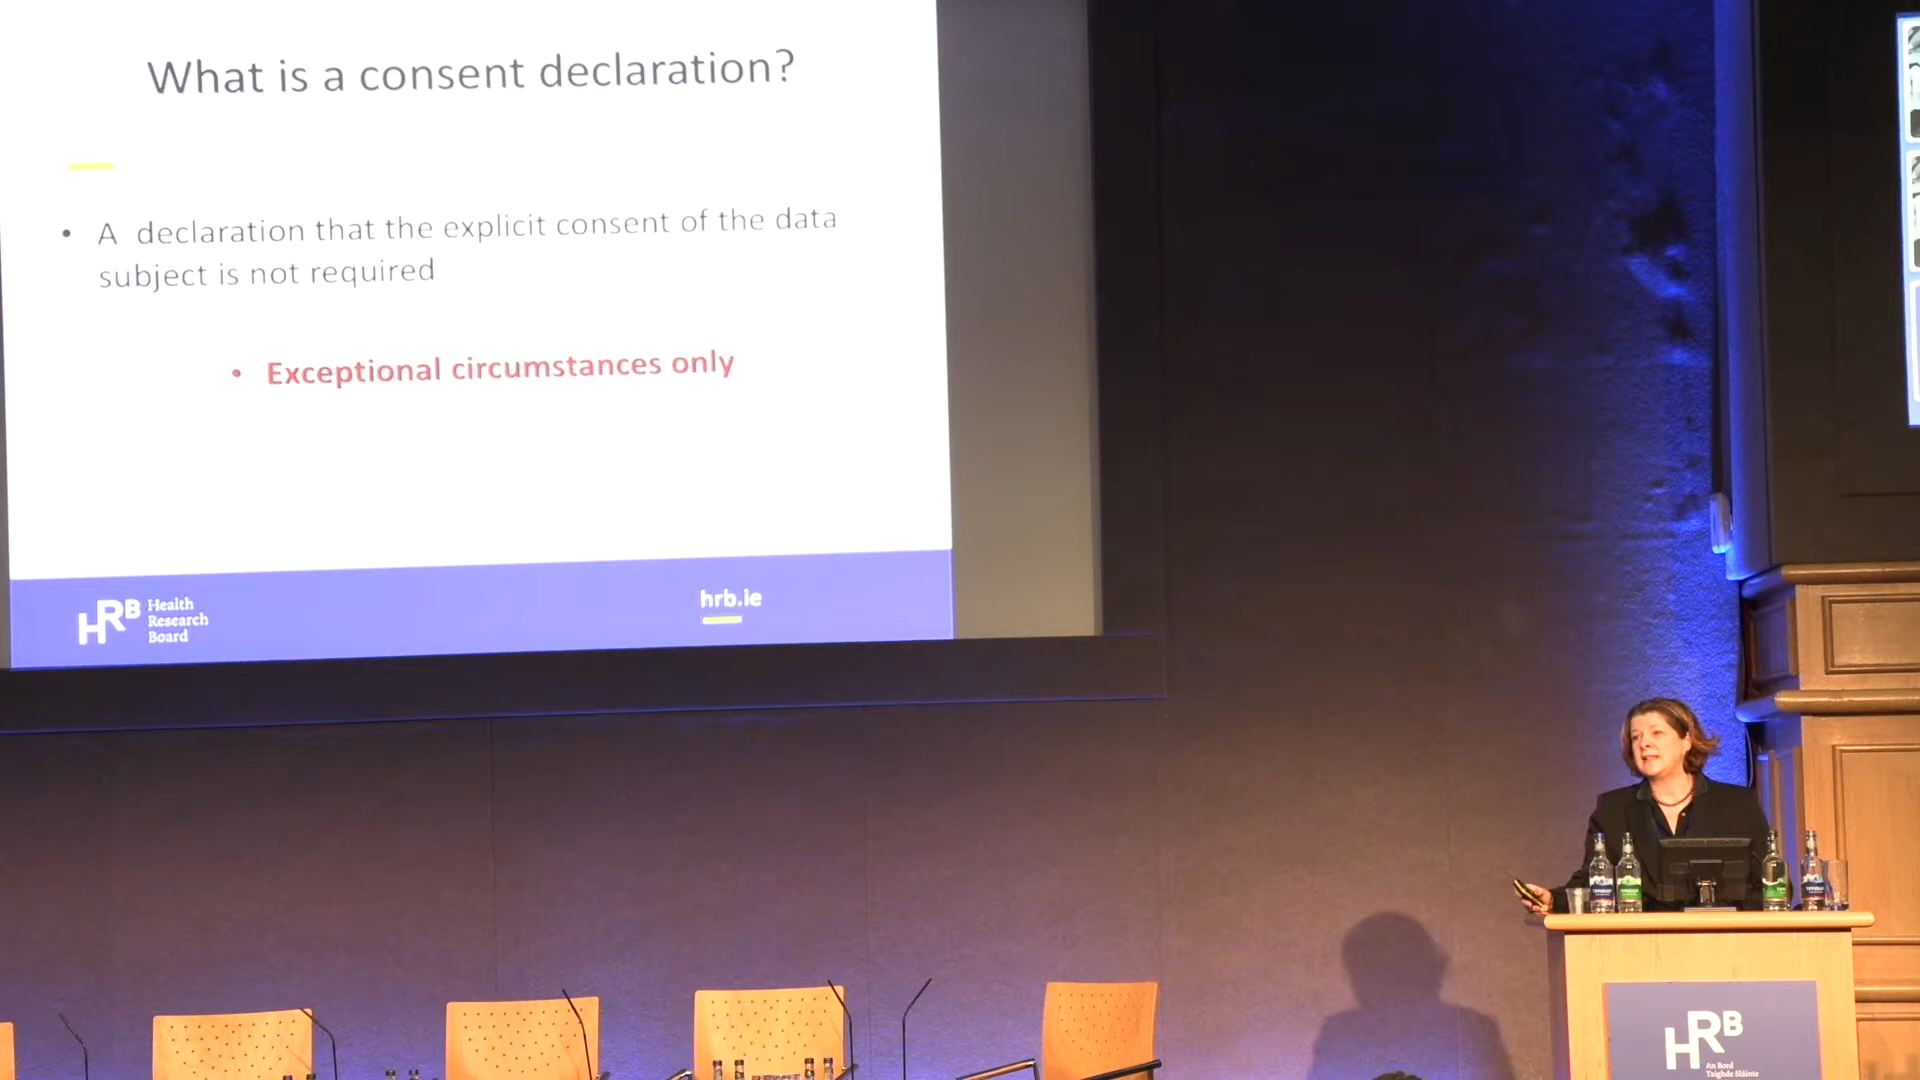 What is a consent declaration?
• A declaration that the explicit consent of the data
subject is not required
• Exceptional circumstances only
HRB Health
Research
Board
hrb.ie
HRB
An Bord
Taighde Sláinte